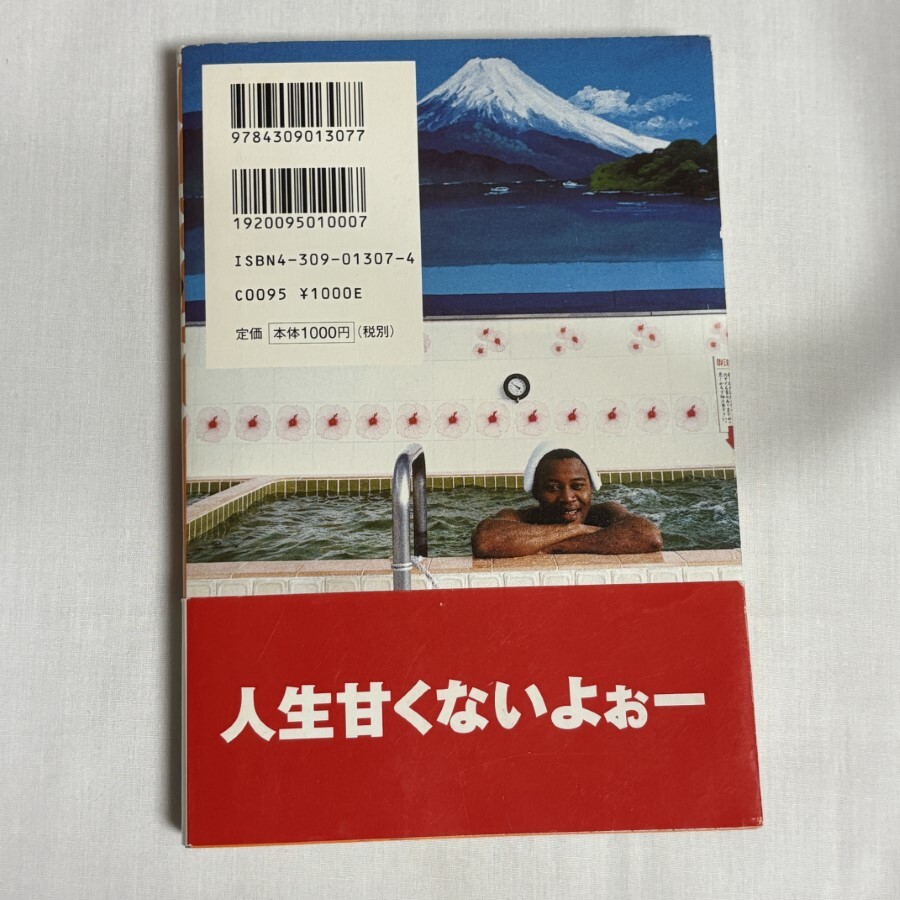 9784309013077
1920095010007
ISBN4-309-01307-4
C0095 ¥1000E
定価 本体1000円(税別)
人生甘くないよぉー